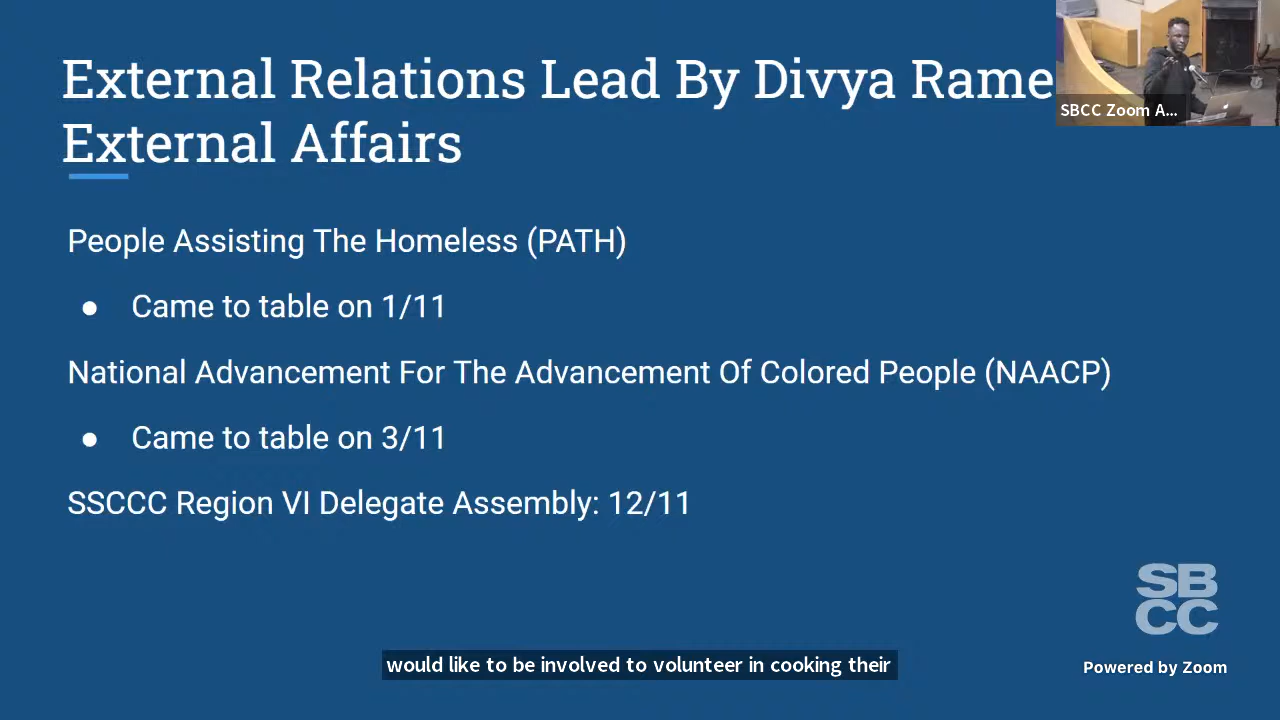 External Relations Lead By Divya Rame
External Affairs
SBCC Zoom A...
People Assisting The Homeless (PATH)
● Came to table on 1/11
National Advancement For The Advancement Of Colored People (NAACP)
● Came to table on 3/11
SSCCC Region VI Delegate Assembly: 12/11
SB
CC
would like to be involved to volunteer in cooking their
Powered by Zoom